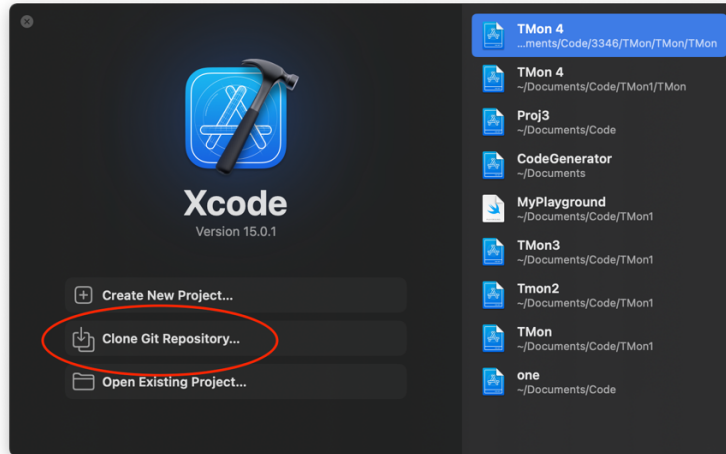 Xcode
Version 15.0.1
Create New Project...
Clone Git Repository...
Open Existing Project...
TMon 4
...ments/Code/3346/TMon/TMon/TMon
TMon 4
~/Documents/Code/TMon1/TMon
Proj3
~/Documents/Code
CodeGenerator
~/Documents
MyPlayground
~/Documents/Code/TMon1
TMon3
~/Documents/Code/TMon1
Tmon2
~/Documents/Code/TMon1
TMon
~/Documents/Code/TMon1
one
~/Documents/Code